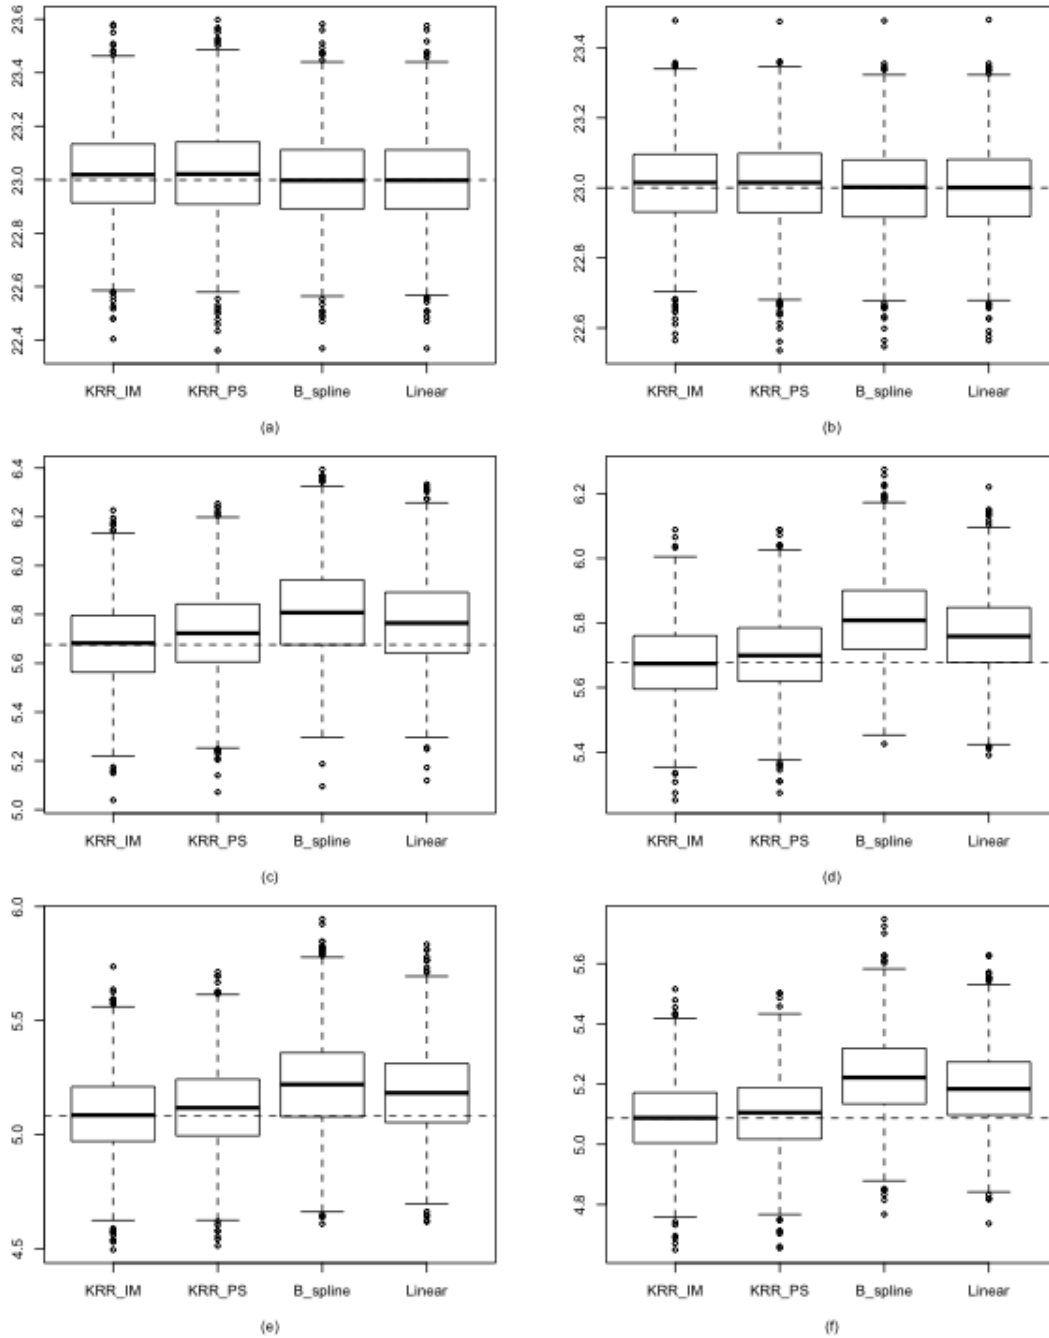 23.6
23.4
23.2
23.0
22.8
22.6
22.4
KRR_IM KRR_PS B_spline Linear
(a)
23.4
23.2
23.0
22.8
22.6
KRR_IM KRR_PS B_spline Linear
(b)
6.4
6.2
6.0
5.8
5.6
5.4
5.2
5.0
KRR_IM KRR_PS B_spline Linear
(c)
6.2
6.0
5.8
5.6
5.4
KRR_IM KRR_PS B_spline Linear
(d)
6.0
5.5
5.0
4.5
KRR_IM KRR_PS B_spline Linear
(e)
5.6
5.4
5.2
5.0
4.8
KRR_IM KRR_PS B_spline Linear
(f)